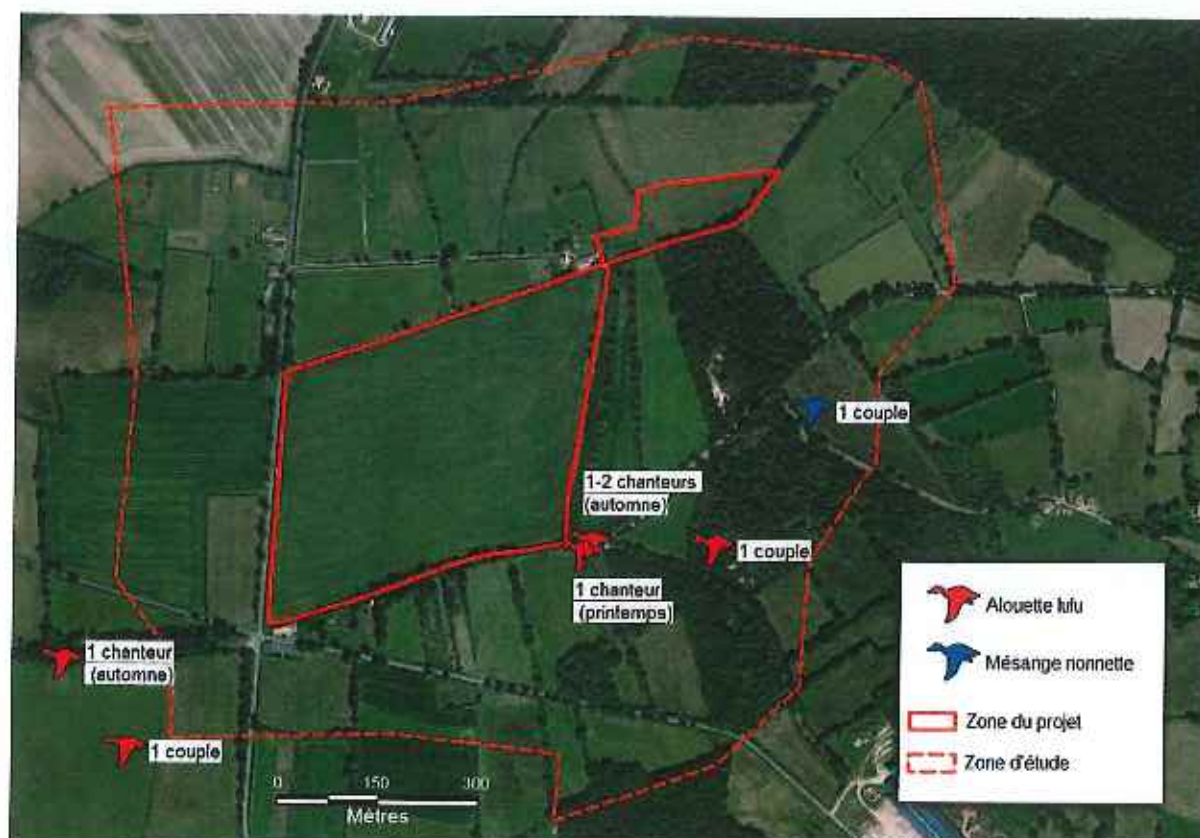 1 couple
1-2 chanteurs
(automne)
1 couple
1 chanteur
(printemps)
1 chanteur
(automne)
1 couple
0 150 300
Mètres
Alouette lulu
Mésange nonnette
Zone du projet
Zone d'étude